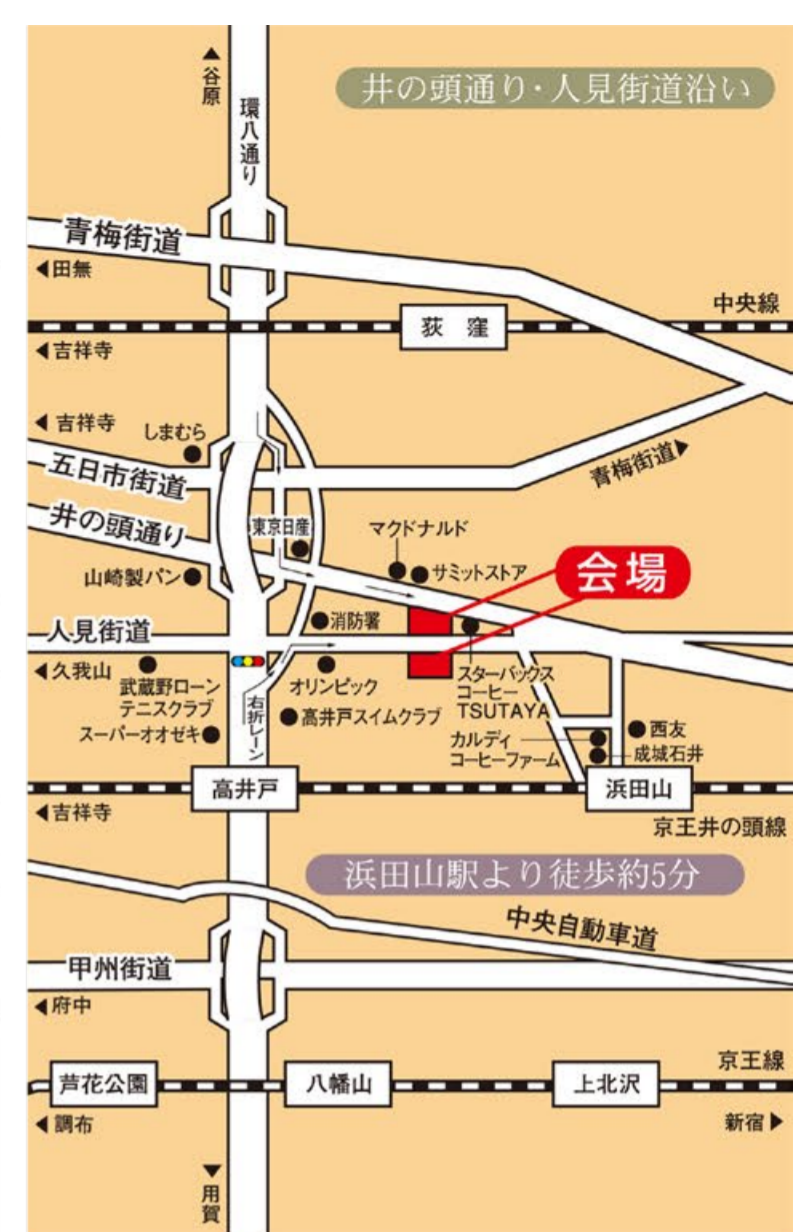 ▲谷原
環八通り
井の頭通り・人見街道沿い
青梅街道
◀田無
中央線
荻 窪
◀吉祥寺
◀吉祥寺
しまむら
五日市街道
青梅街道▶
井の頭通り
東京日産
マクドナルド
山崎製パン
サミットストア
会場
人見街道
消防署
◀久我山
武蔵野ローン
テニスクラブ
オリンピック
スターバックス
コーヒー
TSUTAYA
右折レーン
高井戸スイムクラブ
スーパーオオゼキ
カルディ
コーヒーファーム
西友
成城石井
高井戸
浜田山
◀吉祥寺
京王井の頭線
浜田山駅より徒歩約5分
中央自動車道
甲州街道
◀府中
京王線
芦花公園
八幡山
上北沢
◀調布
新宿▶
▼用賀